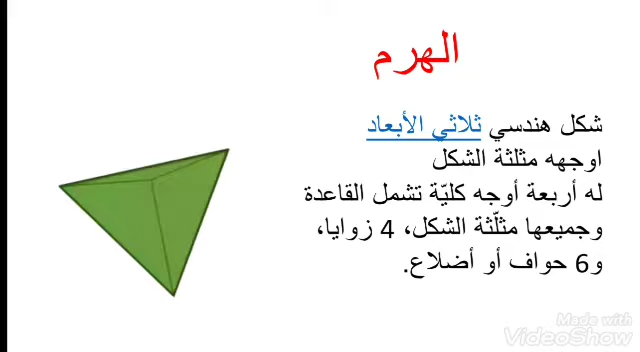 الهرم
شكل هندسي ثلاثي الأبعاد
اوجهه مثلثة الشكل
له أربعة أوجه كليّة تشمل القاعدة
وجميعها مثلّثة الشكل، 4 زوايا،
و6 حواف أو أضلاع.
Made with
VideoShow